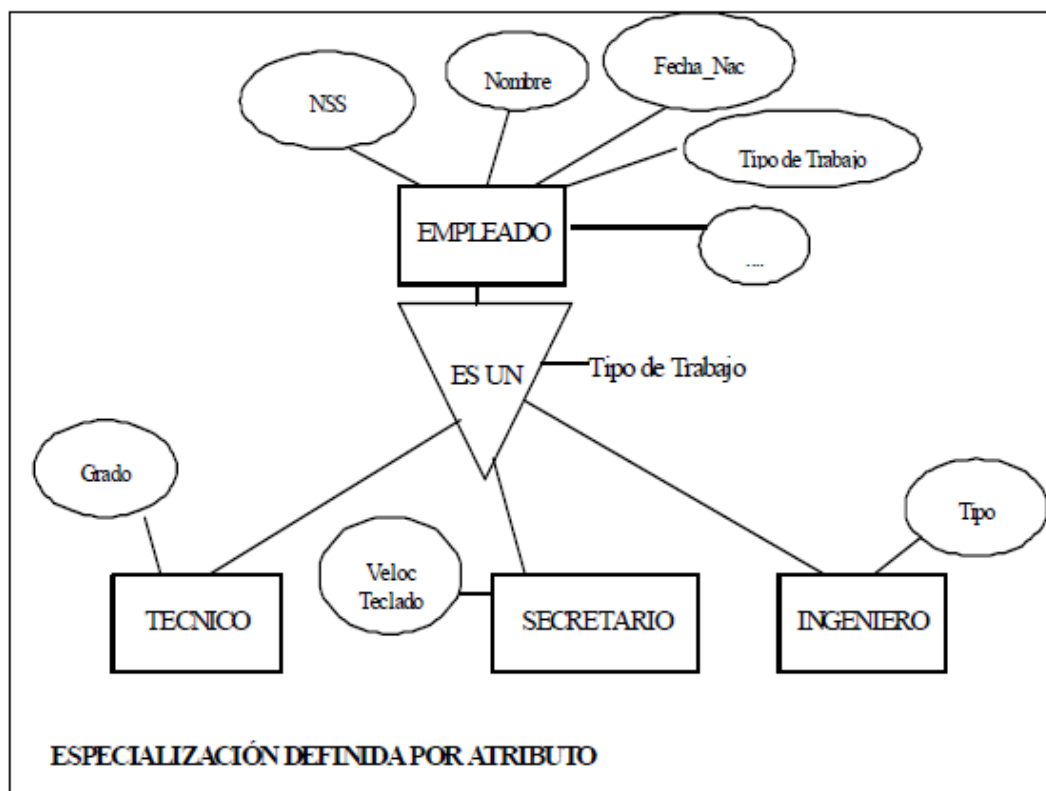 NSS
Nombre
Fecha_Nac
Tipo de Trabajo
EMPLEADO
....
ES UN
Tipo de Trabajo
Grado
Tipo
Veloc
Teclado
TECNICO
SECRETARIO
INGENIERO
ESPECIALIZACIÓN DEFINIDA POR ATRIBUTO